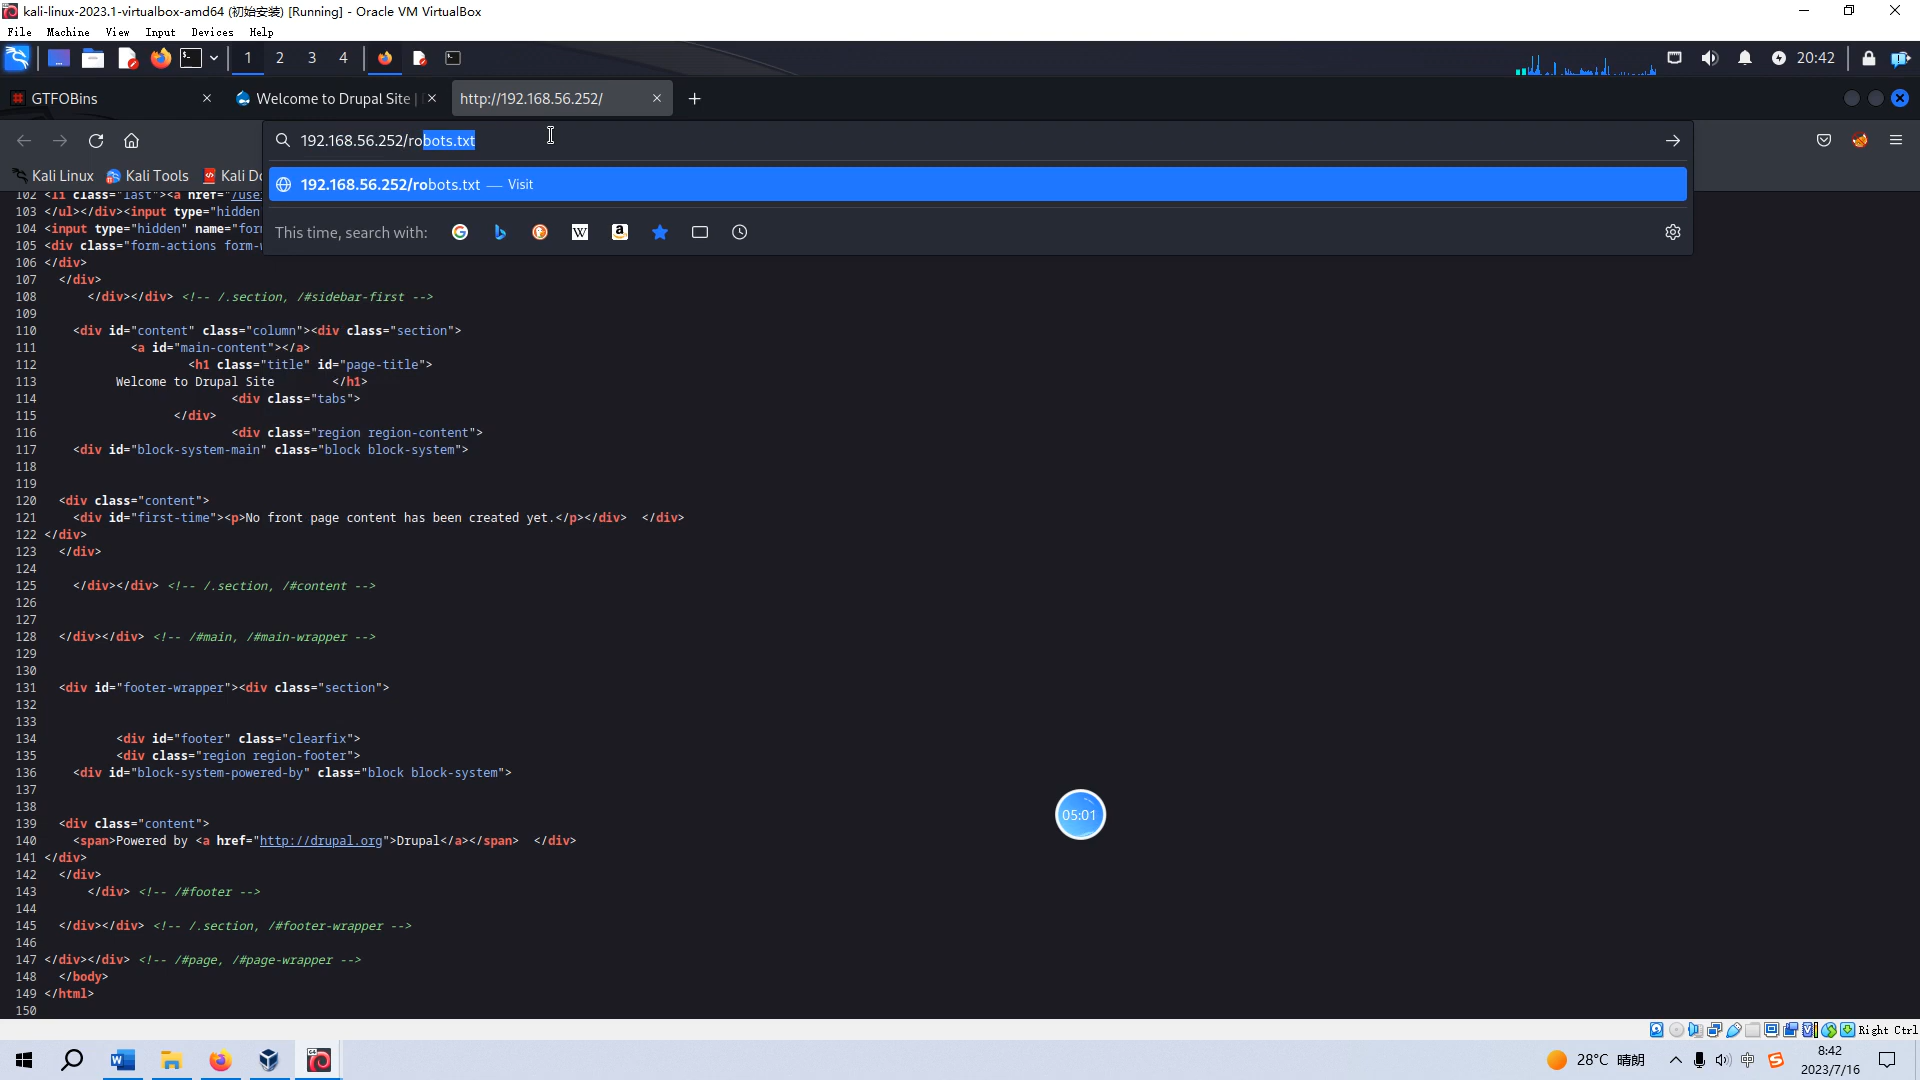 kali-linux-2023.1-virtualbox-amd64 (初始安装) [Running] - Oracle VM VirtualBox
File Machine View Input Devices Help
1 2 3 4 20:42
GTFOBins Welcome to Drupal Site | http://192.168.56.252/
192.168.56.252/robots.txt
Kali Linux Kali Tools Kali Do
192.168.56.252/robots.txt — Visit
This time, search with:
102 <li class="last"><a href="/use
103 </ul></div><input type="hidden
104 <input type="hidden" name="for
105 <div class="form-actions form-
106 </div>
107   </div>
108       </div></div> <!-- /.section, /#sidebar-first -->
109
110     <div id="content" class="column"><div class="section">
111             <a id="main-content"></a>
112                     <h1 class="title" id="page-title">
113           Welcome to Drupal Site        </h1>
114                           <div class="tabs">
115                   </div>
116                           <div class="region region-content">
117     <div id="block-system-main" class="block block-system">
118
119
120   <div class="content">
121     <div id="first-time"><p>No front page content has been created yet.</p></div>  </div>
122 </div>
123   </div>
124
125     </div></div> <!-- /.section, /#content -->
126
127
128   </div></div> <!-- /#main, /#main-wrapper -->
129
130
131   <div id="footer-wrapper"><div class="section">
132
133
134           <div id="footer" class="clearfix">
135           <div class="region region-footer">
136     <div id="block-system-powered-by" class="block block-system">
137
138
139   <div class="content">
140     <span>Powered by <a href="http://drupal.org">Drupal</a></span>  </div>
141 </div>
142   </div>
143       </div> <!-- /#footer -->
144
145   </div></div> <!-- /.section, /#footer-wrapper -->
146
147 </div></div> <!-- /#page, /#page-wrapper -->
148   </body>
149 </html>
150
05:01
Right Ctrl
28°C 晴朗 中 8:42
2023/7/16